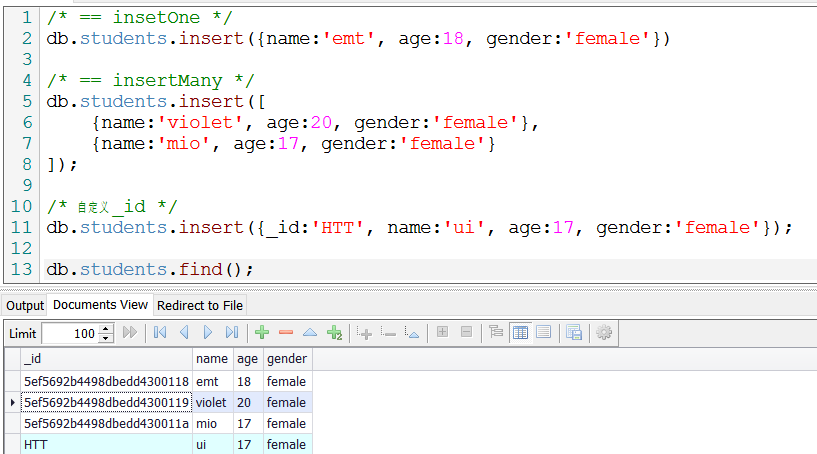 1 /* == insetOne */
2 db.students.insert({name:'emt', age:18, gender:'female'})
3
4 /* == insertMany */
5 db.students.insert([
6 {name:'violet', age:20, gender:'female'},
7 {name:'mio', age:17, gender:'female'}
8 ]);
9
10 /* 自定义_id */
11 db.students.insert({_id:'HTT', name:'ui', age:17, gender:'female'});
12
13 db.students.find();
Output Documents View Redirect to File
Limit 100
_id name age gender
5ef5692b4498dbedd4300118 emt 18 female
5ef5692b4498dbedd4300119 violet 20 female
5ef5692b4498dbedd430011a mio 17 female
HTT ui 17 female